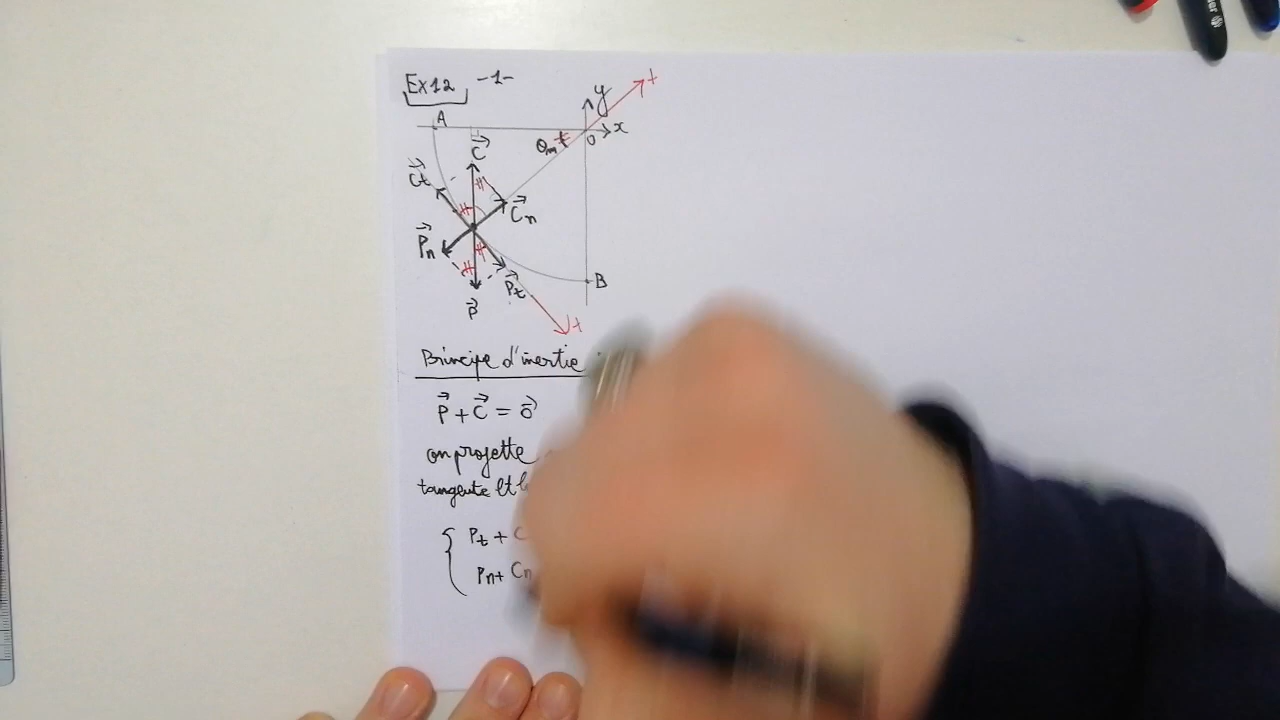 Ex12 -1-
y
A
x
O
C
θm
Ct
Cn
Pn
Pt
B
P
t
Principe d'inertie
P + C = 0
on projette
tangente et
Pt + C
Pn + Cn